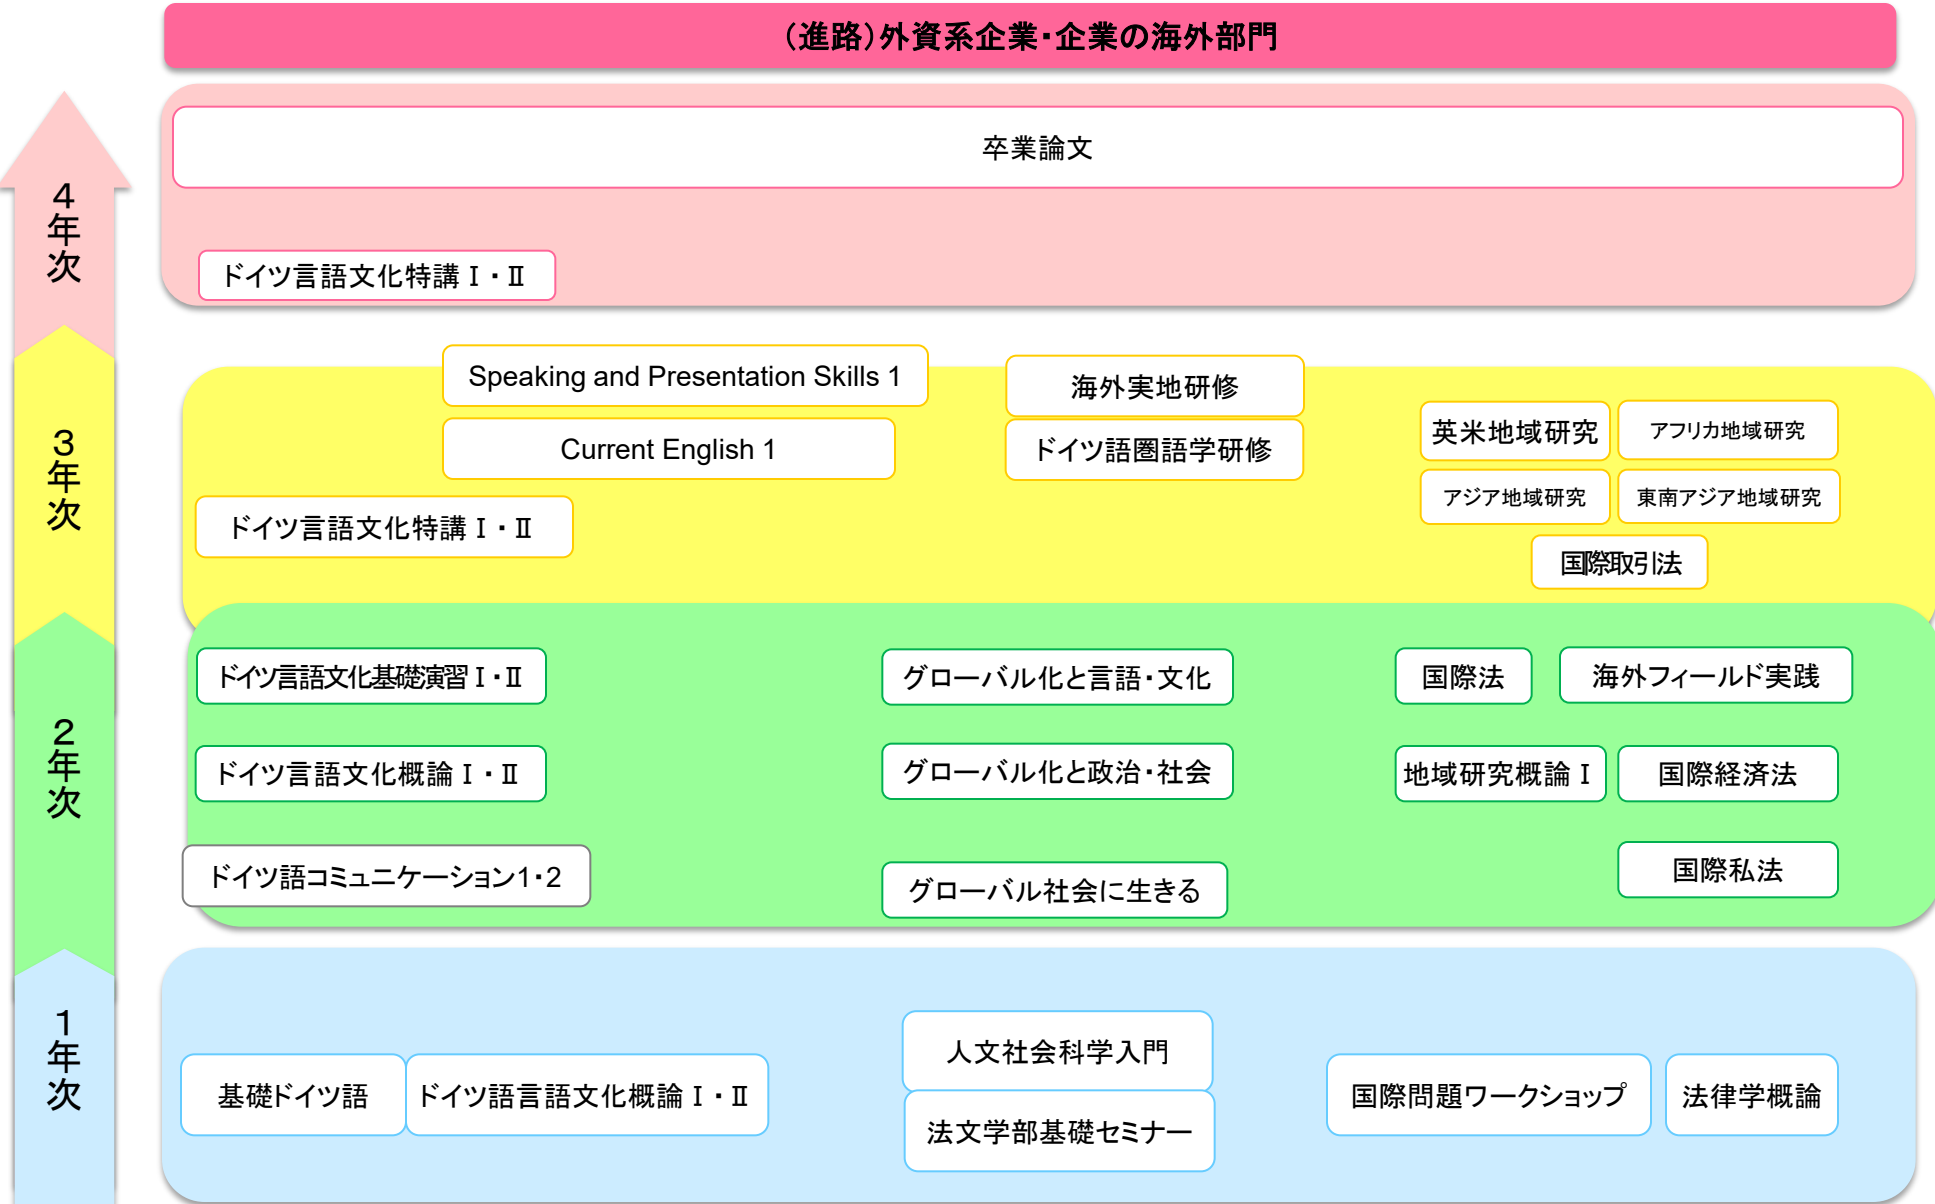 （進路）外資系企業・企業の海外部門
４年次
卒業論文
ドイツ言語文化特講Ⅰ・Ⅱ
３年次
Speaking and Presentation Skills 1
海外実地研修
Current English 1
ドイツ語圏語学研修
英米地域研究
アフリカ地域研究
アジア地域研究
東南アジア地域研究
ドイツ言語文化特講Ⅰ・Ⅱ
国際取引法
２年次
ドイツ言語文化基礎演習Ⅰ・Ⅱ
グローバル化と言語・文化
国際法
海外フィールド実践
ドイツ言語文化概論Ⅰ・Ⅱ
グローバル化と政治・社会
地域研究概論Ⅰ
国際経済法
ドイツ語コミュニケーション1・2
グローバル社会に生きる
国際私法
１年次
基礎ドイツ語
ドイツ語言語文化概論Ⅰ・Ⅱ
人文社会科学入門
法文学部基礎セミナー
国際問題ワークショップ
法律学概論